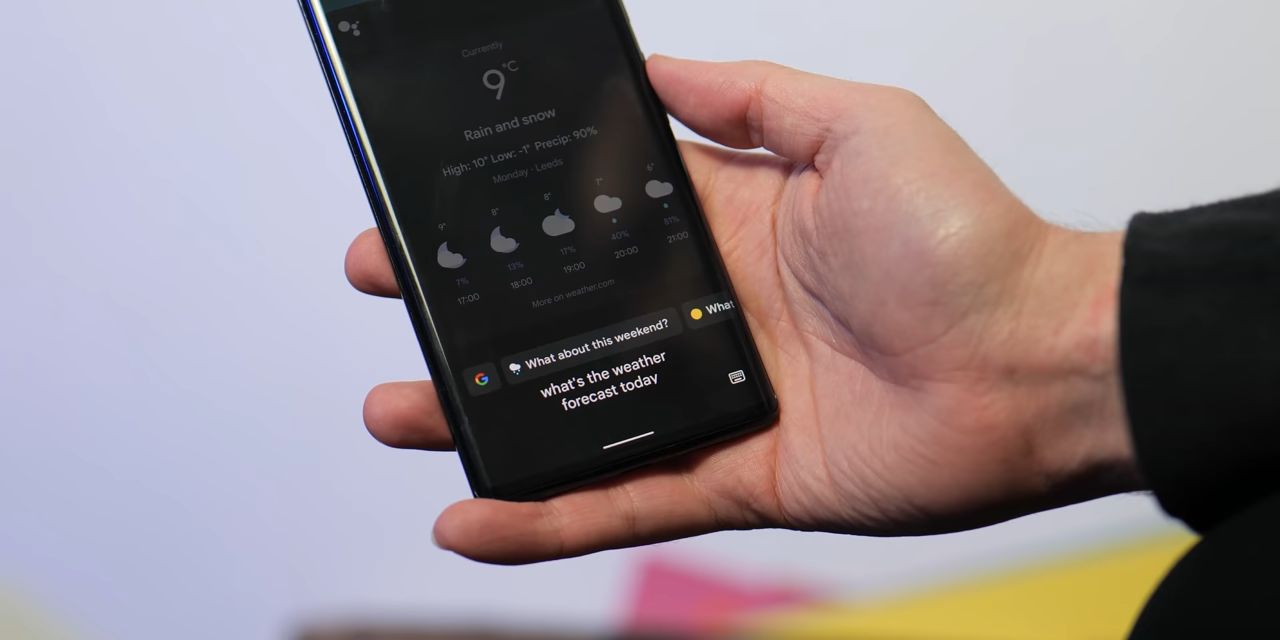 Currently
9°C
Rain and snow
High: 10° Low: -1° Precip: 90%
Monday · Leeds
9° 8° 8° 7° 6°
7% 13% 17% 40% 81%
17:00 18:00 19:00 20:00 21:00
More on weather.com
G What about this weekend? What
what's the weather
forecast today